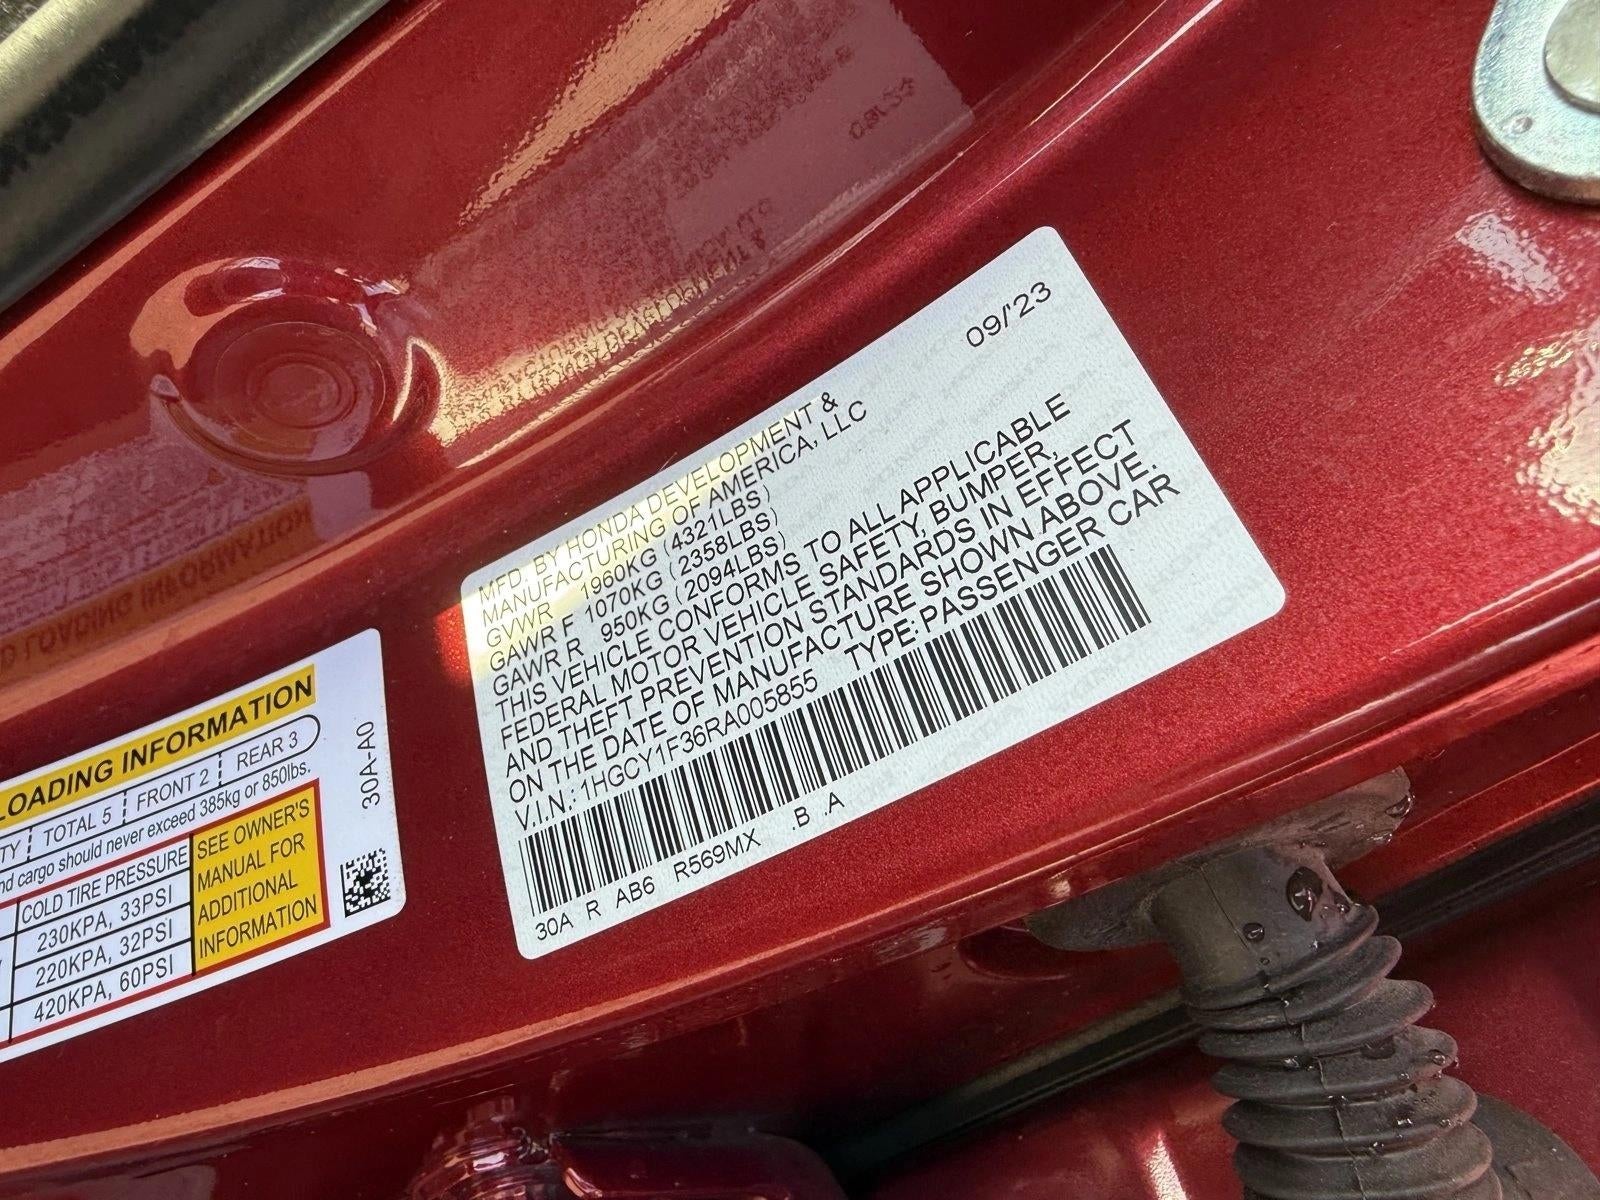 09/'23
MFD. BY HONDA DEVELOPMENT &
MANUFACTURING OF AMERICA, LLC
GVWR 1960KG (4321LBS)
GAWR F 1070KG (2358LBS)
GAWR R 950KG (2094LBS)
THIS VEHICLE CONFORMS TO ALL APPLICABLE
FEDERAL MOTOR VEHICLE SAFETY, BUMPER,
AND THEFT PREVENTION STANDARDS IN EFFECT
ON THE DATE OF MANUFACTURE SHOWN ABOVE.
V.I.N.: 1HGCY1F36RA005855 TYPE: PASSENGER CAR
30A R AB6 R569MX .B .A
LOADING INFORMATION
TOTAL 5 FRONT 2 REAR 3
cargo should never exceed 385kg or 850lbs.
COLD TIRE PRESSURE
230KPA, 33PSI
220KPA, 32PSI
420KPA, 60PSI
SEE OWNER'S
MANUAL FOR
ADDITIONAL
INFORMATION
30A-A0